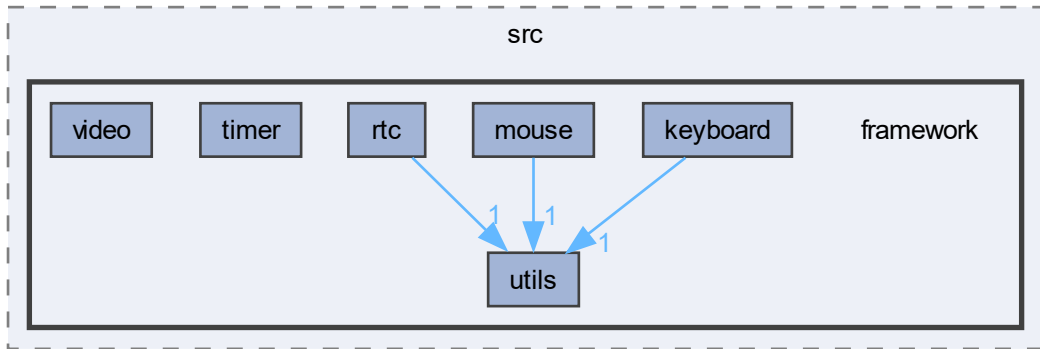 src
video
timer
rtc
mouse
keyboard
framework
1
1
1
utils